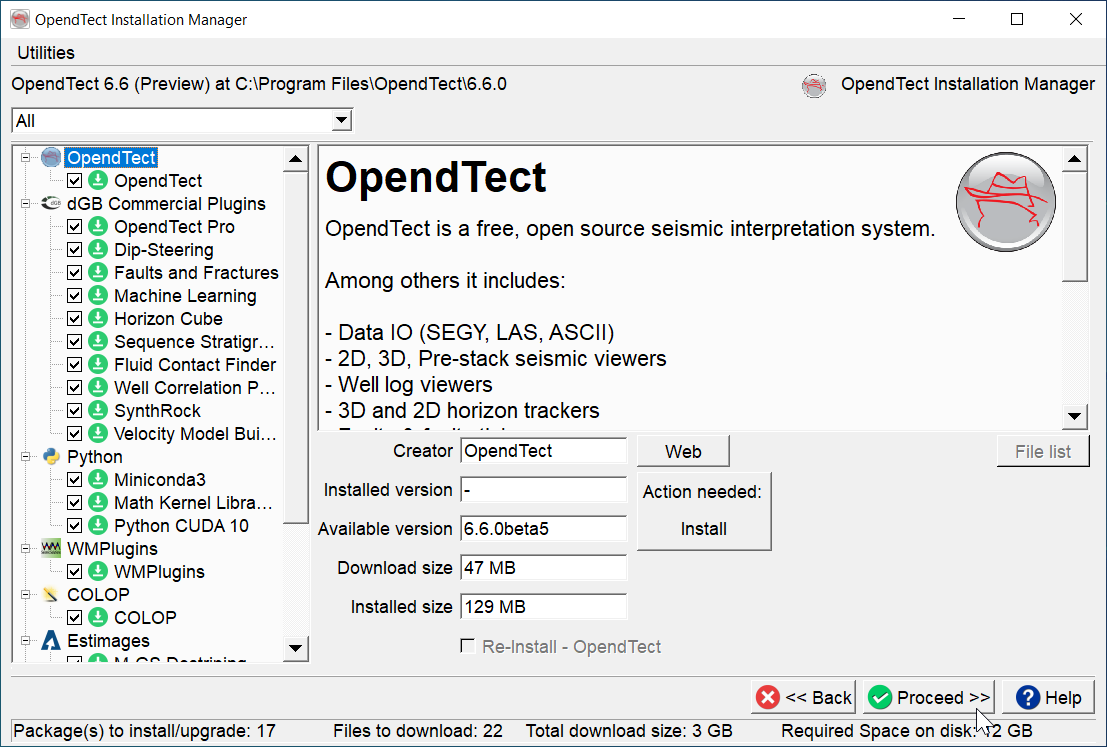 OpendTect Installation Manager
Utilities
OpendTect 6.6 (Preview) at C:\Program Files\OpendTect\6.6.0
OpendTect Installation Manager
All
OpendTect
OpendTect
dGB Commercial Plugins
OpendTect Pro
Dip-Steering
Faults and Fractures
Machine Learning
Horizon Cube
Sequence Stratigr...
Fluid Contact Finder
Well Correlation P...
SynthRock
Velocity Model Bui...
Python
Miniconda3
Math Kernel Libra...
Python CUDA 10
WMPlugins
WMPlugins
COLOP
COLOP
Estimages
OpendTect
OpendTect is a free, open source seismic interpretation system.
Among others it includes:
- Data IO (SEGY, LAS, ASCII)
- 2D, 3D, Pre-stack seismic viewers
- Well log viewers
- 3D and 2D horizon trackers
Creator OpendTect Web File list
Installed version - Action needed:
Available version 6.6.0beta5 Install
Download size 47 MB
Installed size 129 MB
Re-Install - OpendTect
<< Back Proceed >> Help
Package(s) to install/upgrade: 17 Files to download: 22 Total download size: 3 GB Required Space on disk: GB